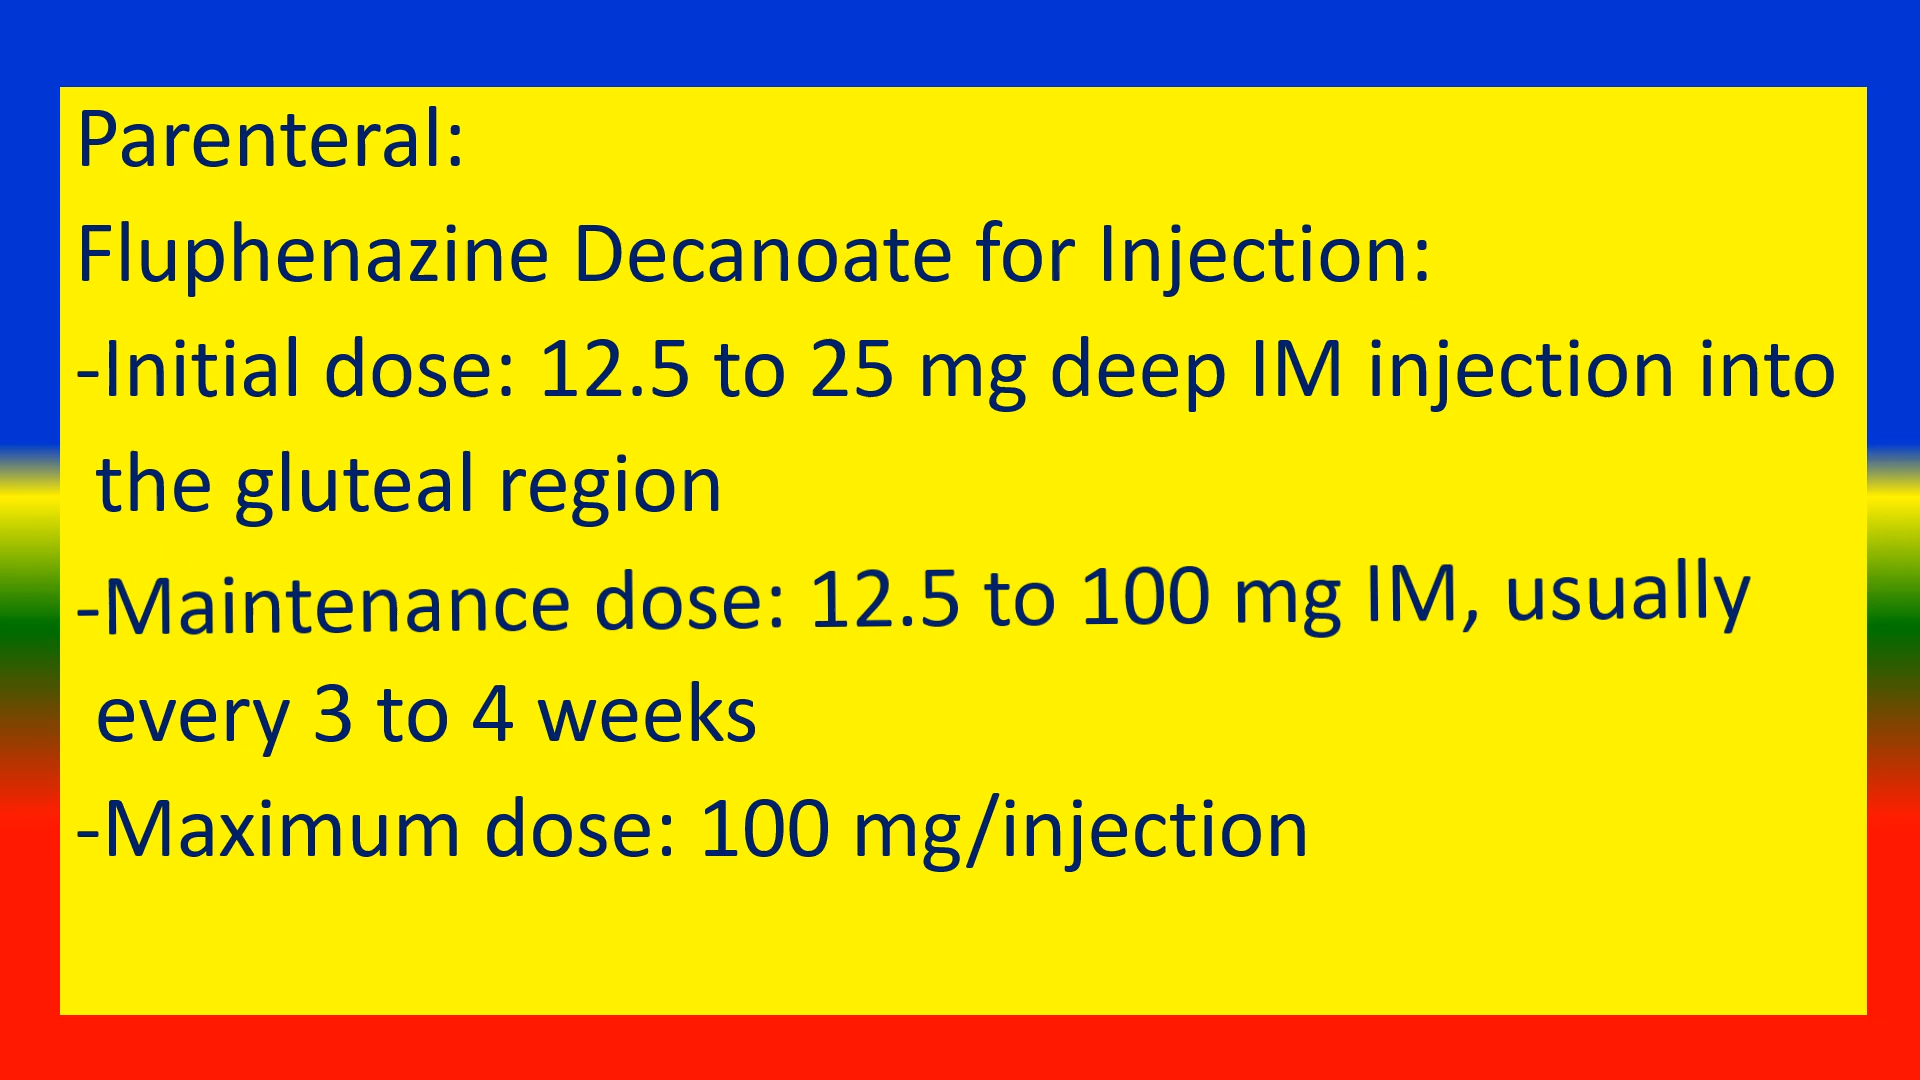 Parenteral:
Fluphenazine Decanoate for Injection:
-Initial dose: 12.5 to 25 mg deep IM injection into
the gluteal region
-Maintenance dose: 12.5 to 100 mg IM, usually
every 3 to 4 weeks
-Maximum dose: 100 mg/injection